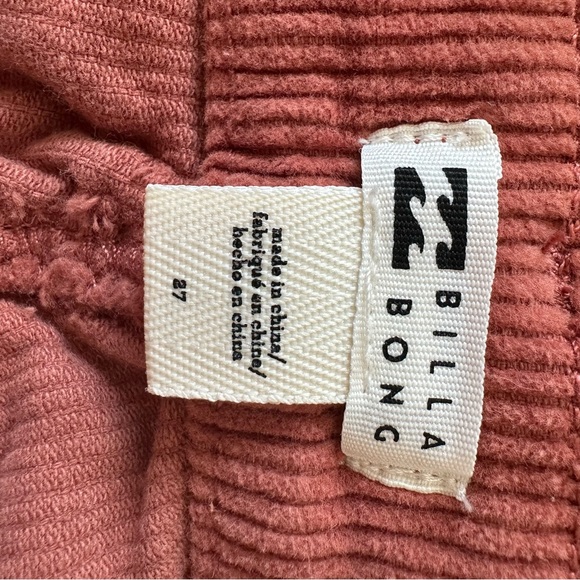 BILLA
BONG
made in china/
fabriqué en chine/
hecho en china
27